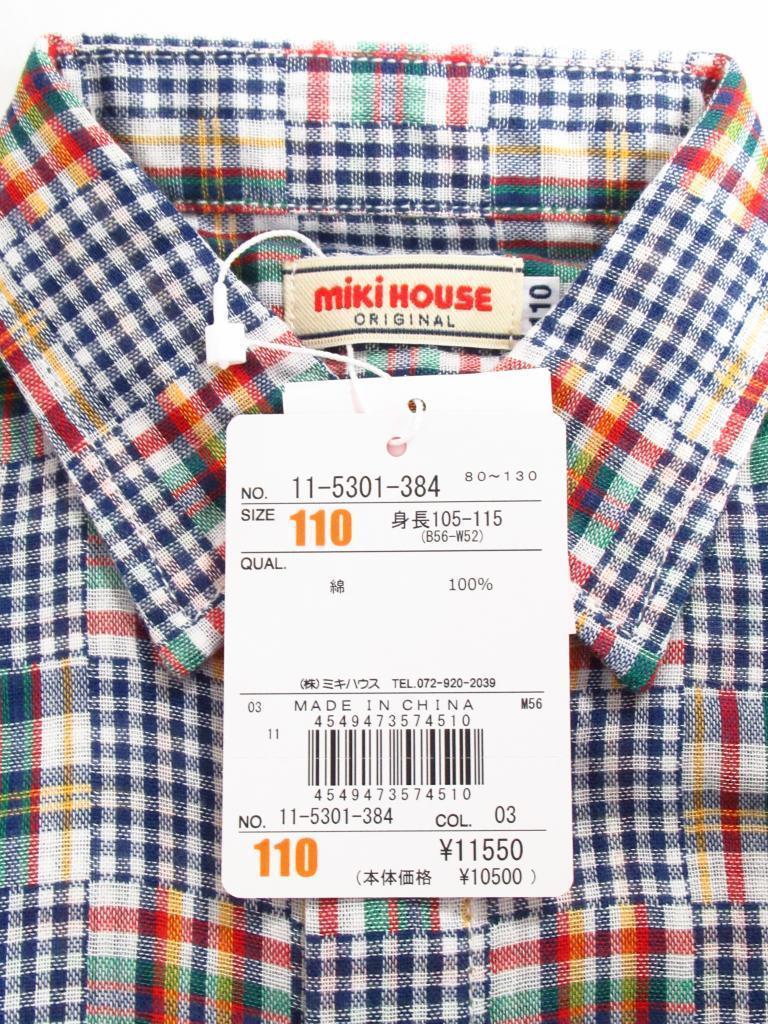 miki HOUSE
ORIGINAL
110
NO. 11-5301-384 80~130
SIZE 110 身長105-115
(B56-W52)
QUAL.
綿 100%
(株)ミキハウス TEL.072-920-2039
03 MADE IN CHINA M56
4549473574510
11
4549473574510
NO. 11-5301-384 COL. 03
110 ¥11550
(本体価格 ¥10500 )